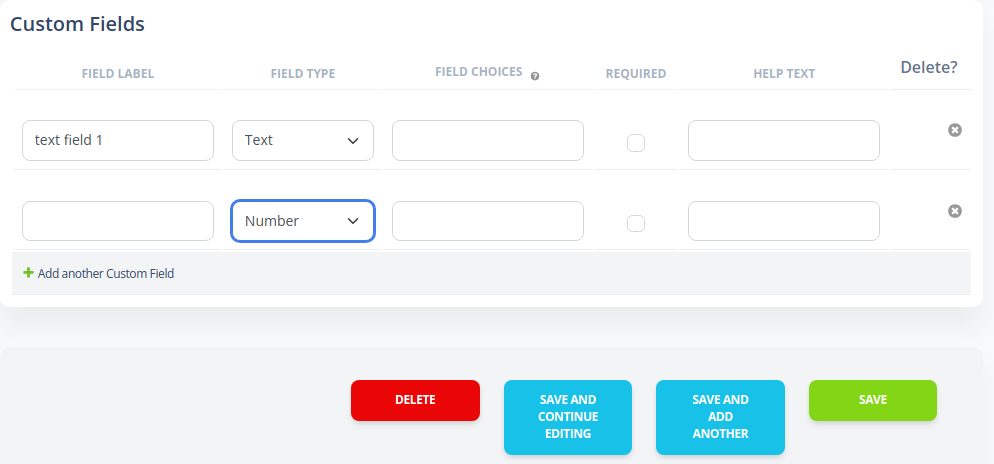 Custom Fields
FIELD LABEL FIELD TYPE FIELD CHOICES ? REQUIRED HELP TEXT Delete?
text field 1 Text
Number
Add another Custom Field
DELETE
SAVE AND
CONTINUE
EDITING
SAVE AND
ADD
ANOTHER
SAVE